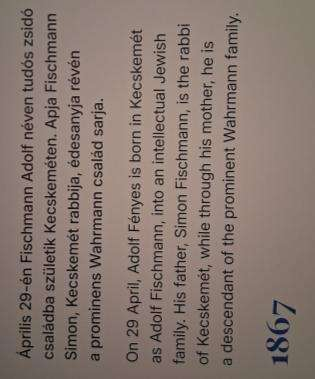 Április 29-én Fischmann Adolf néven tudós zsidó
családba születik Kecskeméten. Apja Fischmann
Simon, Kecskemét rabbija, édesanyja révén
a prominens Wahrmann család sarja.
On 29 April, Adolf Fényes is born in Kecskemét
as Adolf Fischmann, into an intellectual Jewish
family. His father, Simon Fischmann, is the rabbi
of Kecskemét, while through his mother, he is
a descendant of the prominent Wahrmann family.
1867